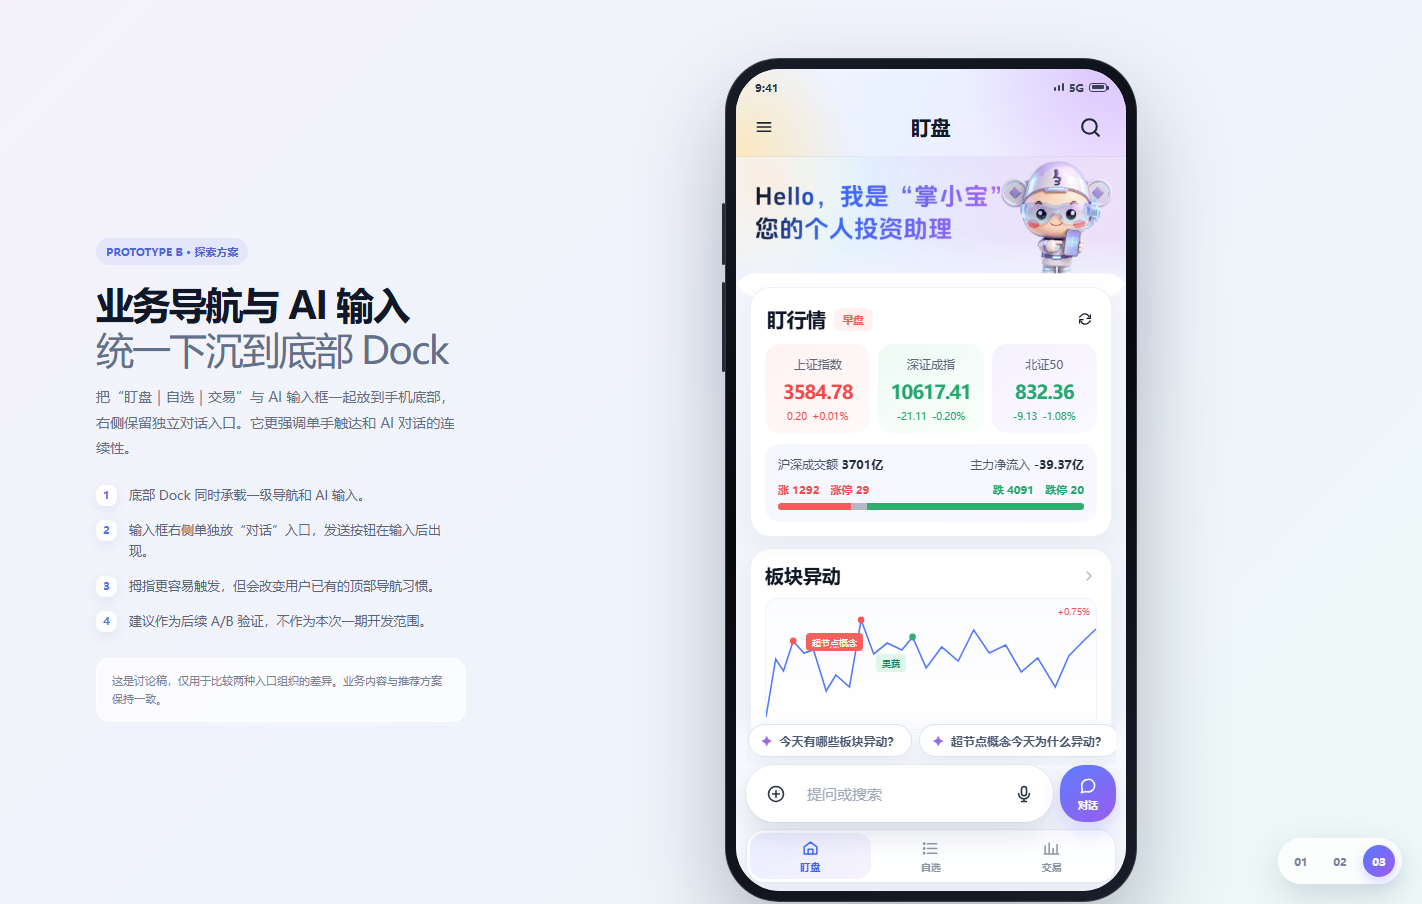 PROTOTYPE B • 探索方案
业务导航与 AI 输入
统一下沉到底部 Dock
把“盯盘 | 自选 | 交易”与 AI 输入框一起放到手机底部，
右侧保留独立对话入口。它更强调单手触达和 AI 对话的连
续性。
1 底部 Dock 同时承载一级导航和 AI 输入。
2 输入框右侧单独放“对话”入口，发送按钮在输入后出
现。
3 拇指更容易触发，但会改变用户已有的顶部导航习惯。
4 建议作为后续 A/B 验证，不作为本次一期开发范围。
这是讨论稿，仅用于比较两种入口组织的差异。业务内容与推荐方案
保持一致。
9:41 5G
盯盘
Hello，我是“掌小宝”
您的个人投资助理
盯行情 早盘
上证指数 深证成指 北证50
3584.78 10617.41 832.36
0.20 +0.01% -21.11 -0.20% -9.13 -1.08%
沪深成交额 3701亿 主力净流入 -39.37亿
涨 1292 涨停 29 跌 4091 跌停 20
板块异动
+0.75%
超节点概念
果蔬
今天有哪些板块异动？ 超节点概念今天为什么异动？
提问或搜索 对话
盯盘 自选 交易
01 02 03